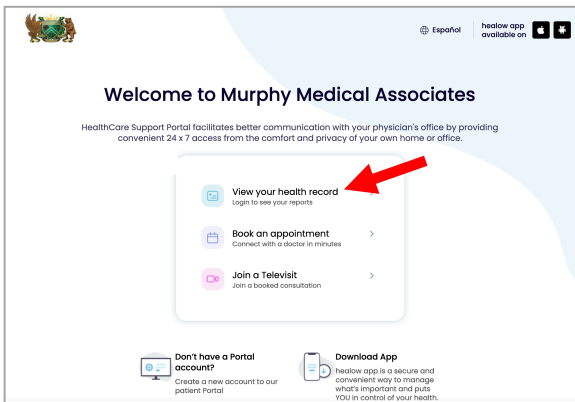 Español
healow app
available on
Welcome to Murphy Medical Associates
HealthCare Support Portal facilitates better communication with your physician's office by providing
convenient 24 x 7 access from the comfort and privacy of your own home or office.
View your health record
Login to see your reports
Book an appointment
Connect with a doctor in minutes
Join a Televisit
Join a booked consultation
Don't have a Portal
account?
Create a new account to our
patient Portal
Download App
healow app is a secure and
convenient way to manage
what's important and puts
YOU in control of your health.